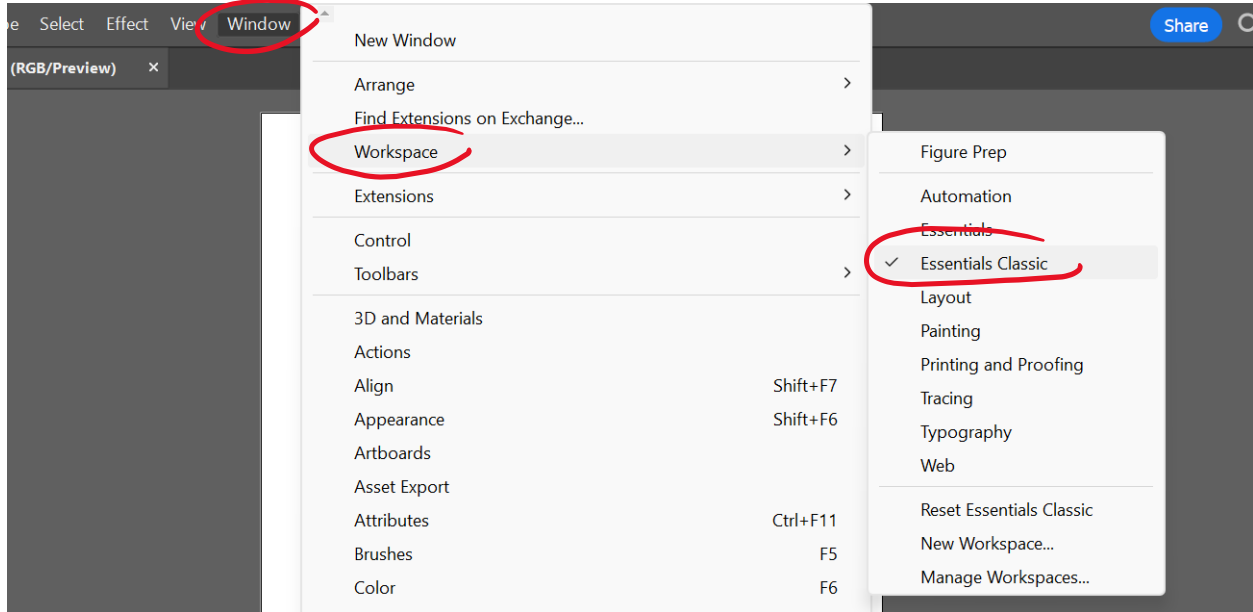 Select Effect View Window Share
(RGB/Preview) ×
New Window
Arrange
Find Extensions on Exchange...
Workspace
Extensions
Control
Toolbars
3D and Materials
Actions
Align Shift+F7
Appearance Shift+F6
Artboards
Asset Export
Attributes Ctrl+F11
Brushes F5
Color F6
Figure Prep
Automation
Essentials
Essentials Classic
Layout
Painting
Printing and Proofing
Tracing
Typography
Web
Reset Essentials Classic
New Workspace...
Manage Workspaces...